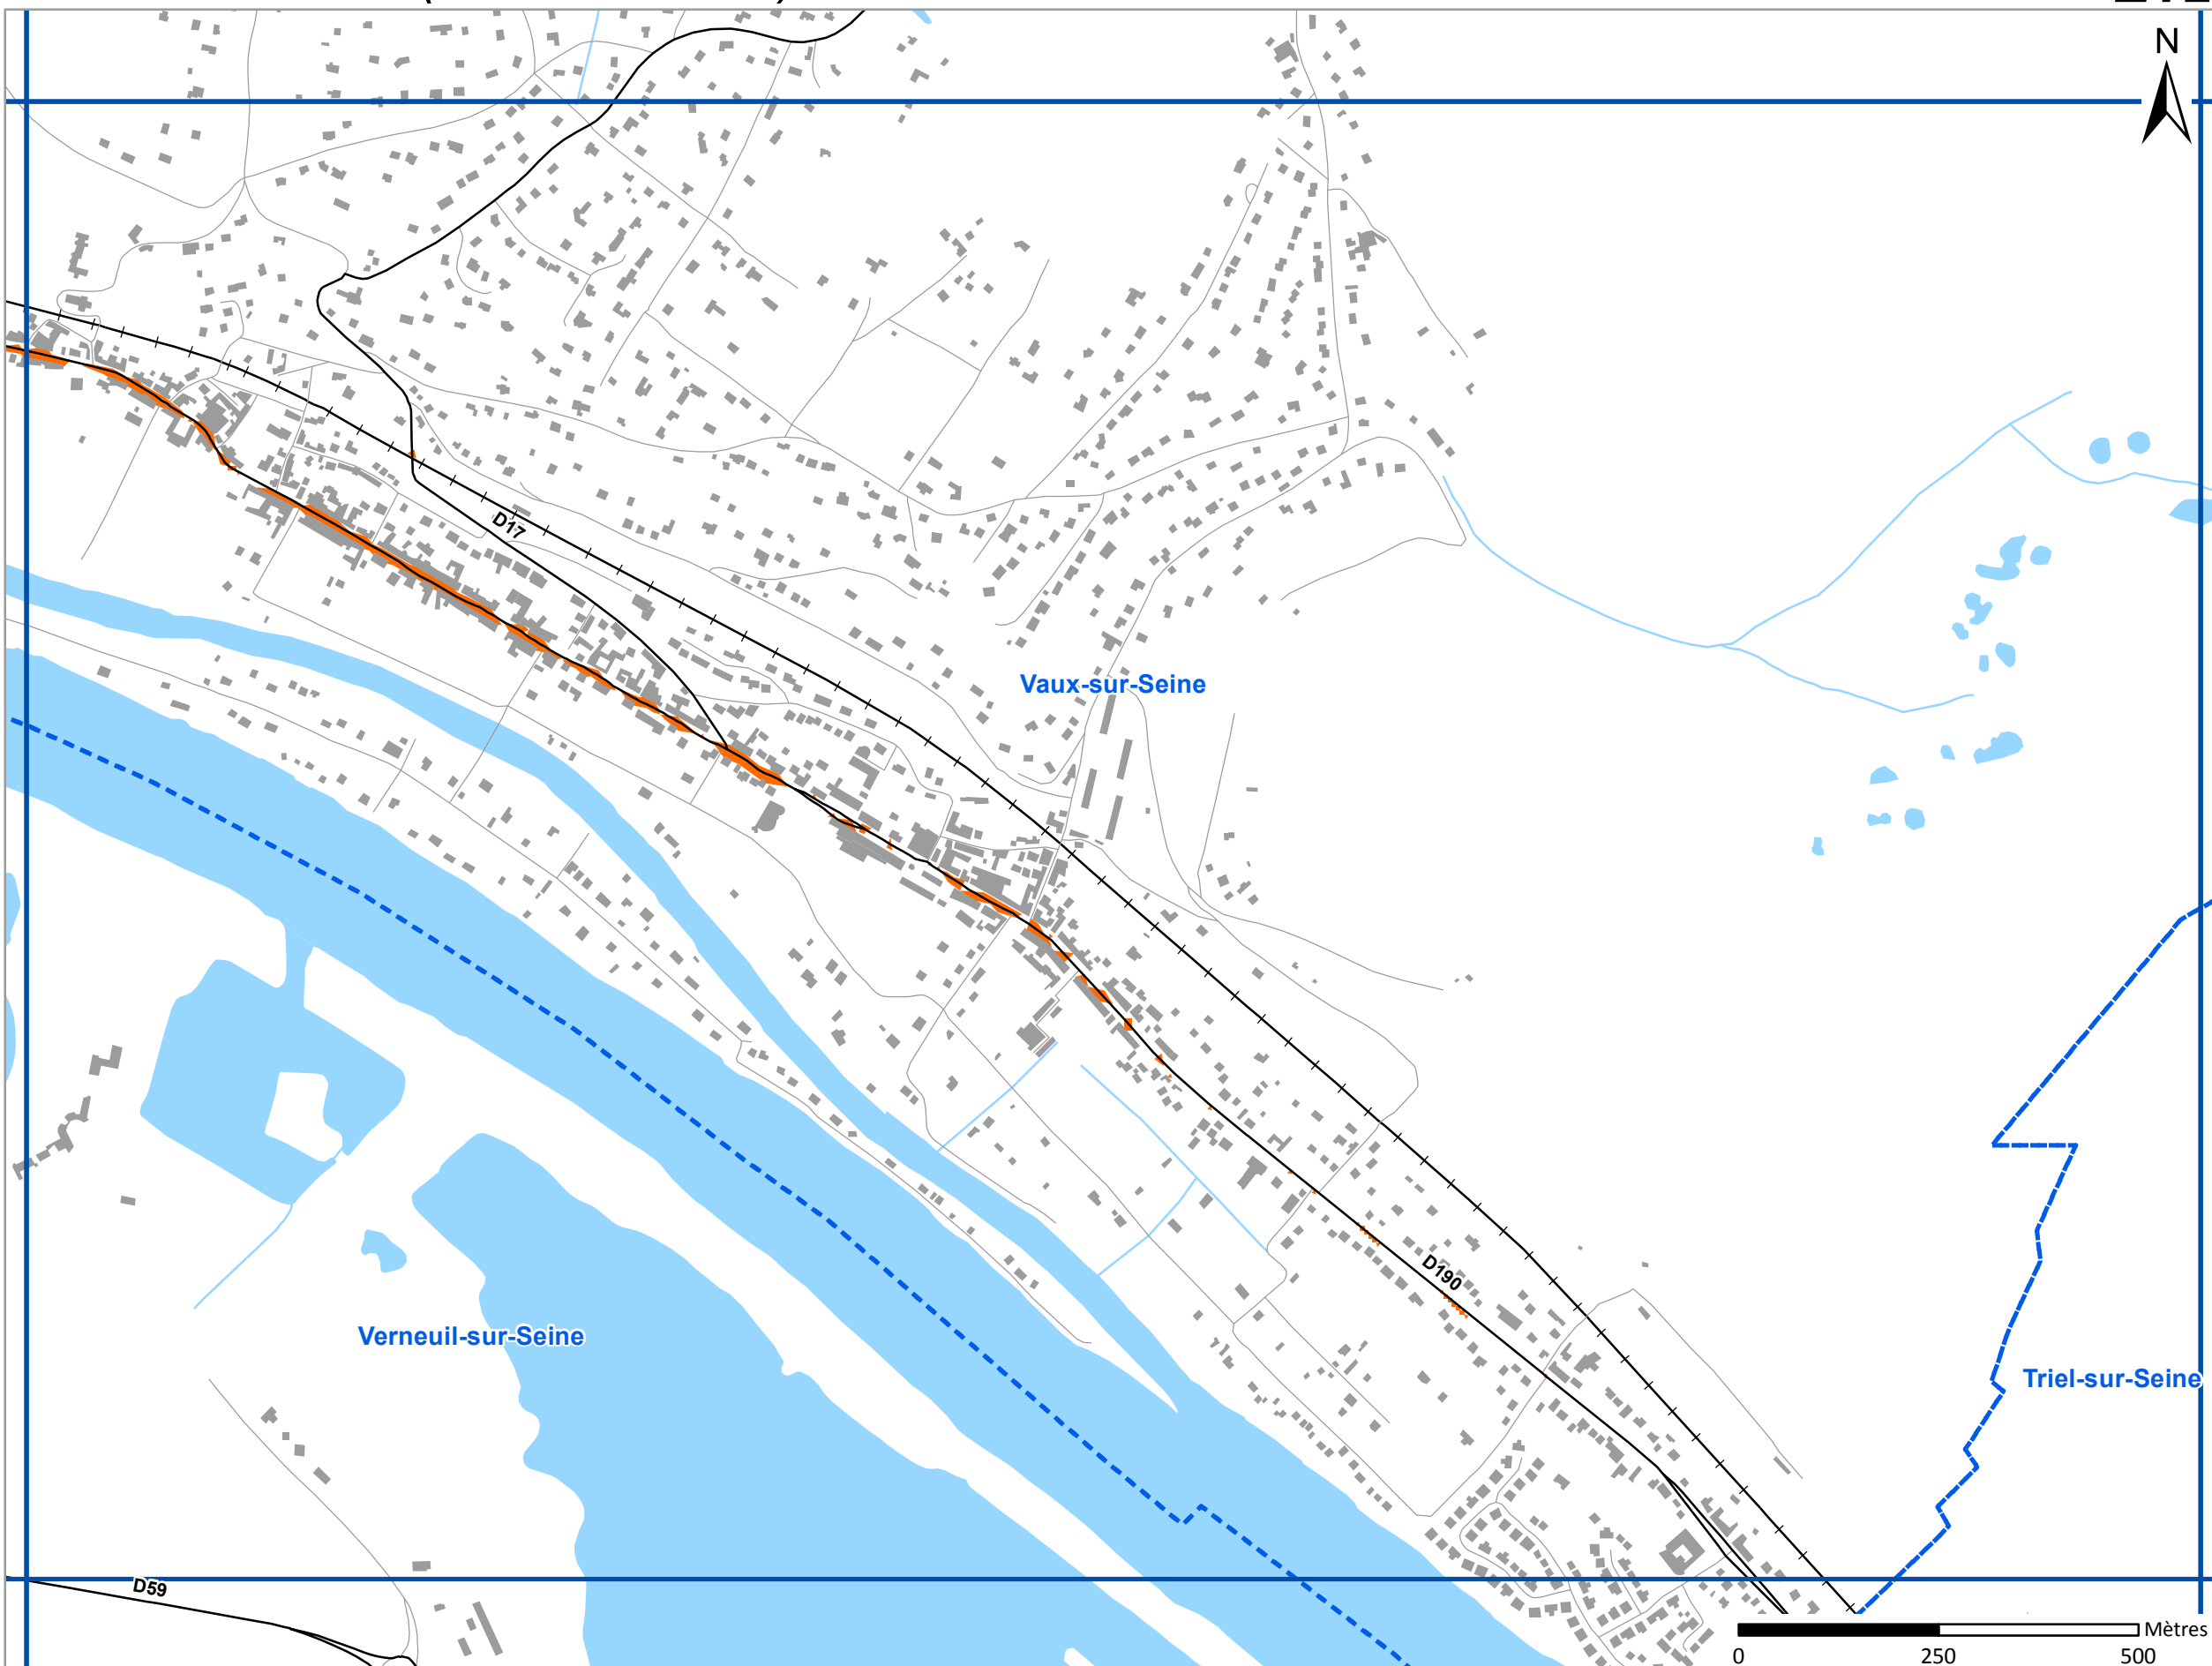 N
D17
Vaux-sur-Seine
D190
Verneuil-sur-Seine
Triel-sur-Seine
D59
Mètres
0 250 500